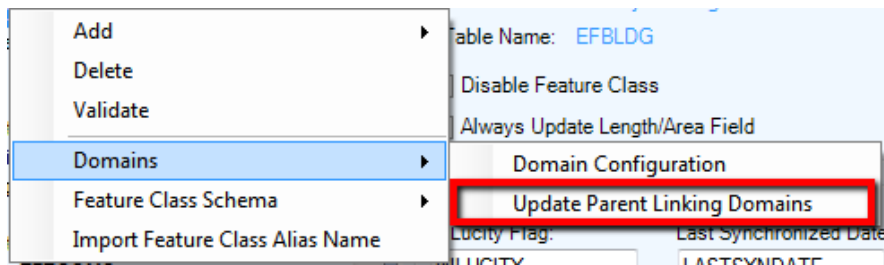 Add
Delete
Validate
Domains
Feature Class Schema
Import Feature Class Alias Name
Table Name: EFBLDG
Disable Feature Class
Always Update Length/Area Field
Domain Configuration
Update Parent Linking Domains
Lucity Flag: Last Synchronized Date
LASTSYNDATE